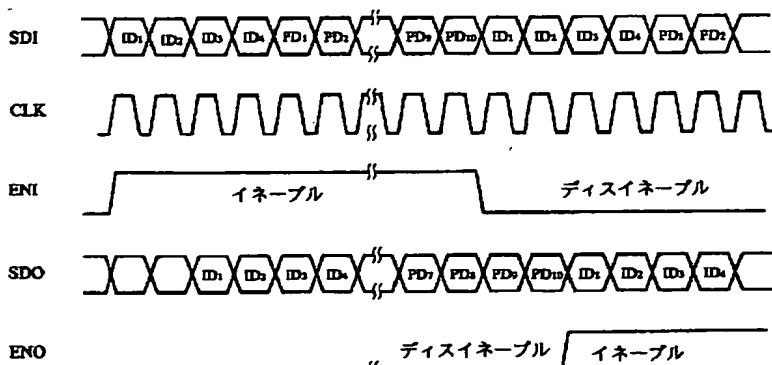 SDI ID₁ ID₂ ID₃ ID₄ PD₁ PD₂ PD₉ PD₁₀ ID₁ ID₂ ID₃ ID₄ PD₁ PD₂
CLK
ENI イネーブル ディスイネーブル
SDO ID₁ ID₂ ID₃ ID₄ PD₇ PD₈ PD₉ PD₁₀ ID₁ ID₂ ID₃ ID₄
ENO ディスイネーブル イネーブル